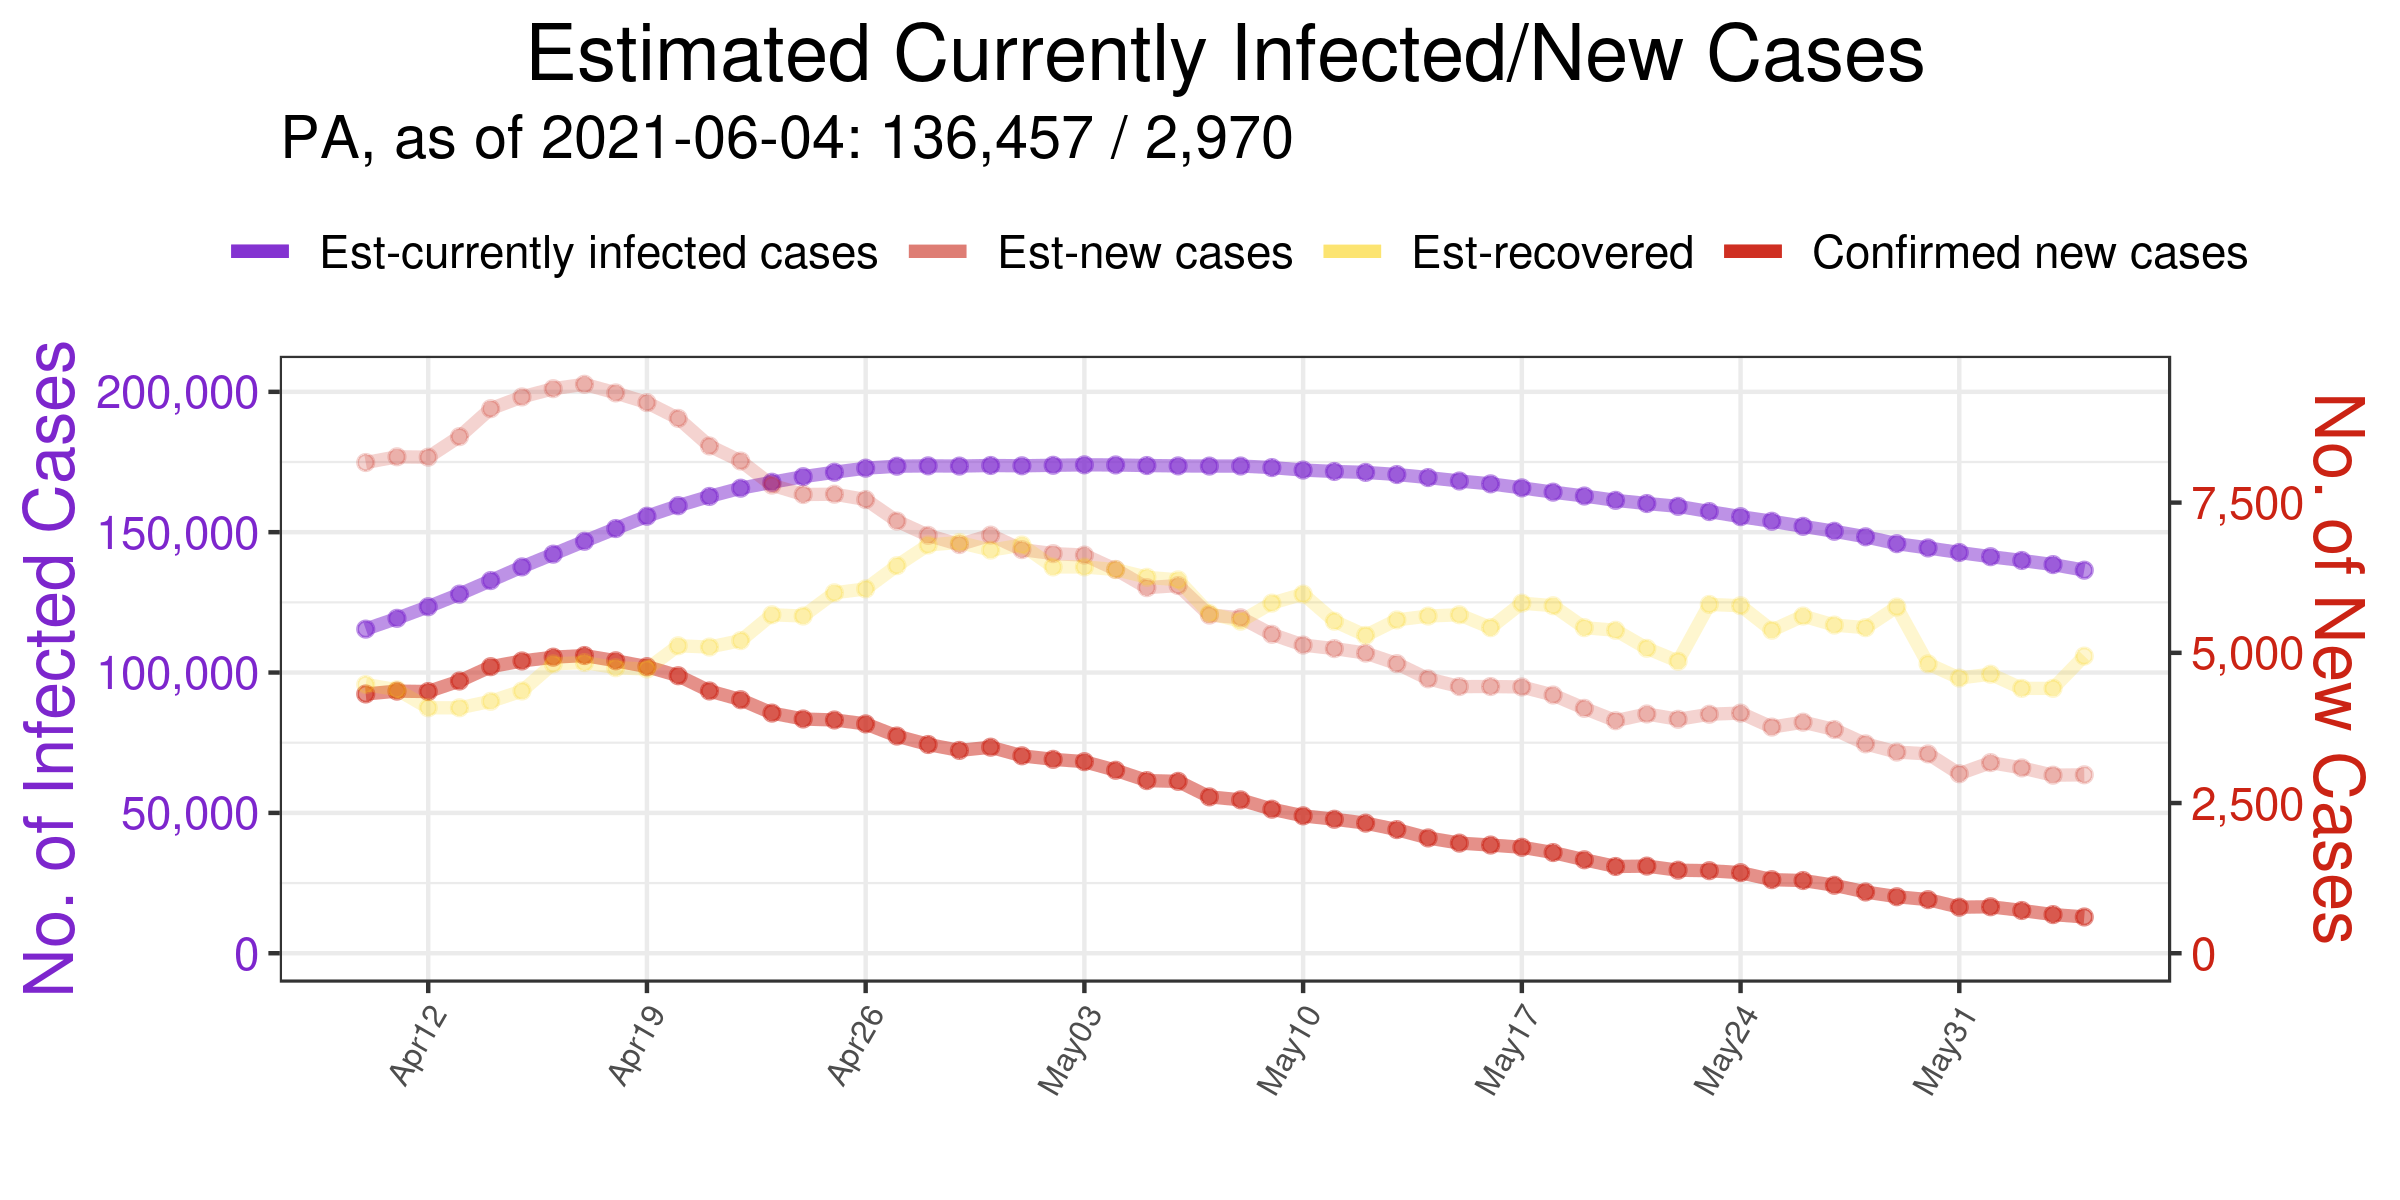 Estimated Currently Infected/New Cases
PA, as of 2021-06-04: 136,457 / 2,970
Est-currently infected cases Est-new cases Est-recovered Confirmed new cases
No. of Infected Cases
200,000
150,000
100,000
50,000
0
No. of New Cases
7,500
5,000
2,500
0
Apr12 Apr19 Apr26 May03 May10 May17 May24 May31